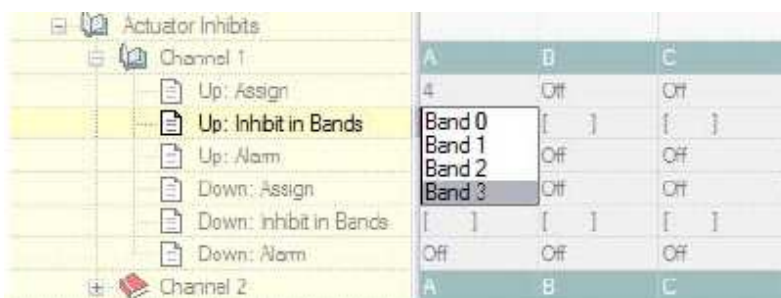 Actuator Inhibits
Channel 1 A B C
Up: Assign 4 Off Off
Up: Inhibit in Bands Band 0 [ ] [ ]
Band 1
Up: Alarm Off Off
Band 2
Down: Assign Band 3 Off Off
Down: Inhibit in Bands [ ] [ ] [ ]
Down: Alarm Off Off Off
Channel 2 A B C